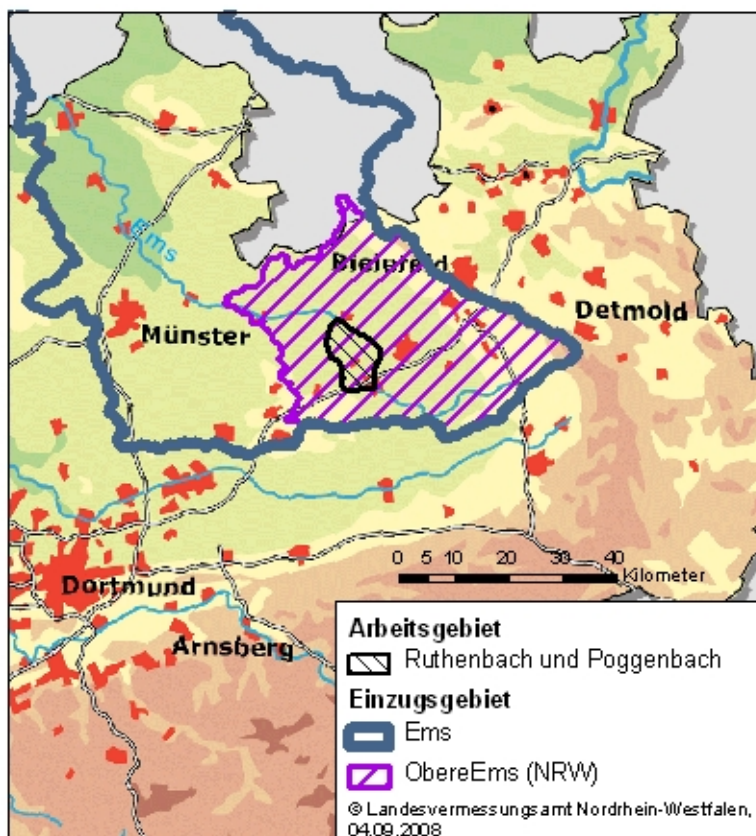 Ems
Bielefeld
Münster
Detmold
Dortmund
Arnsberg
0 5 10 20 30 40
Kilometer
Arbeitsgebiet
Ruthenbach und Poggenbach
Einzugsgebiet
Ems
ObereEms (NRW)
© Landesvermessungsamt Nordrhein-Westfalen,
04.09.2008